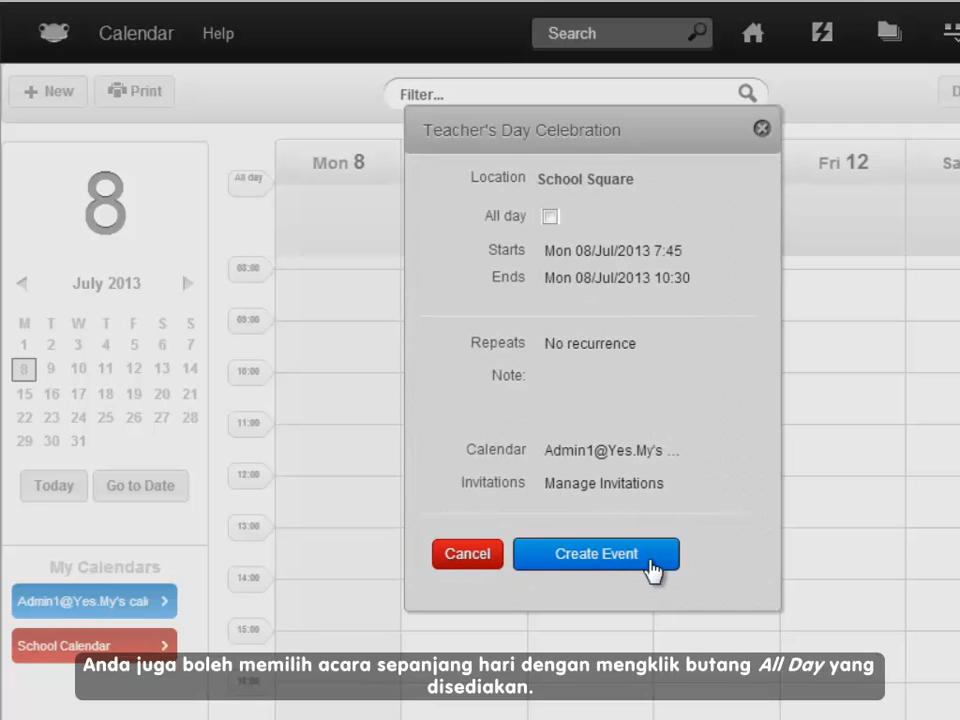 Calendar Help Search
+ New Print Filter...
Teacher's Day Celebration
8
Mon 8 Fri 12
All day
Location School Square
All day
Starts Mon 08/Jul/2013 7:45
Ends Mon 08/Jul/2013 10:30
Repeats No recurrence
Note:
Calendar Admin1@Yes.My's ...
Invitations Manage Invitations
Cancel Create Event
July 2013
M T W T F S S
1 2 3 4 5 6 7
8 9 10 11 12 13 14
15 16 17 18 19 20 21
22 23 24 25 26 27 28
29 30 31
Today Go to Date
09:00
10:00
11:00
12:00
13:00
14:00
15:00
My Calendars
Admin1@Yes.My's cal
School Calendar
Anda juga boleh memilih acara sepanjang hari dengan mengklik butang All Day yang
disediakan.